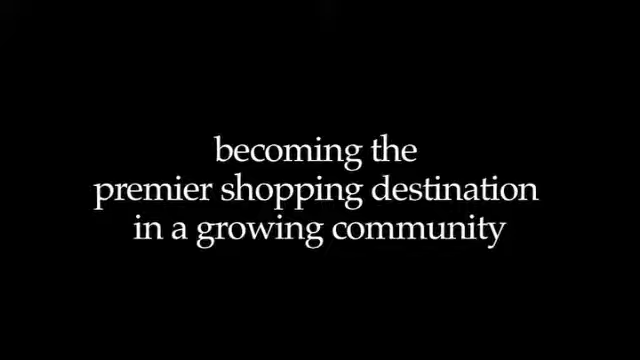 becoming the
premier shopping destination
in a growing community